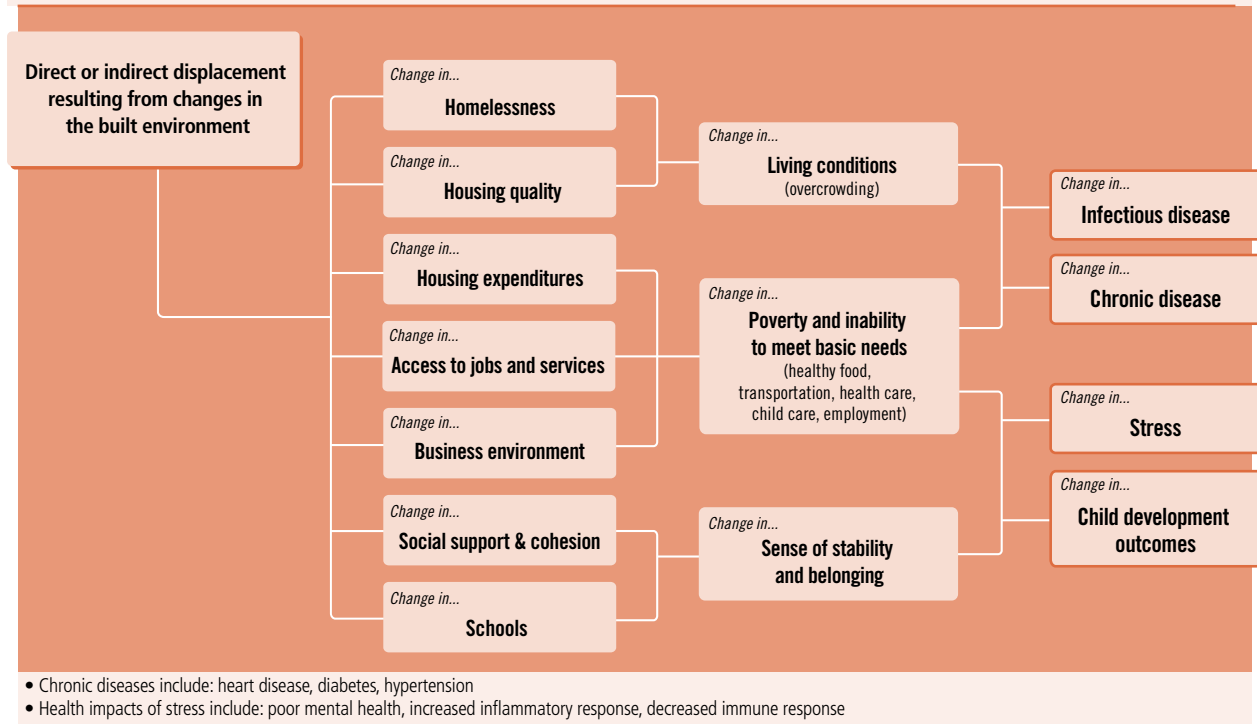 Direct or indirect displacement
resulting from changes in
the built environment
Change in...
Homelessness
Change in...
Housing quality
Change in...
Housing expenditures
Change in...
Access to jobs and services
Change in...
Business environment
Change in...
Social support & cohesion
Change in...
Schools
Change in...
Living conditions
(overcrowding)
Change in...
Poverty and inability
to meet basic needs
(healthy food,
transportation, health care,
child care, employment)
Change in...
Sense of stability
and belonging
Change in...
Infectious disease
Change in...
Chronic disease
Change in...
Stress
Change in...
Child development
outcomes
• Chronic diseases include: heart disease, diabetes, hypertension
• Health impacts of stress include: poor mental health, increased inflammatory response, decreased immune response